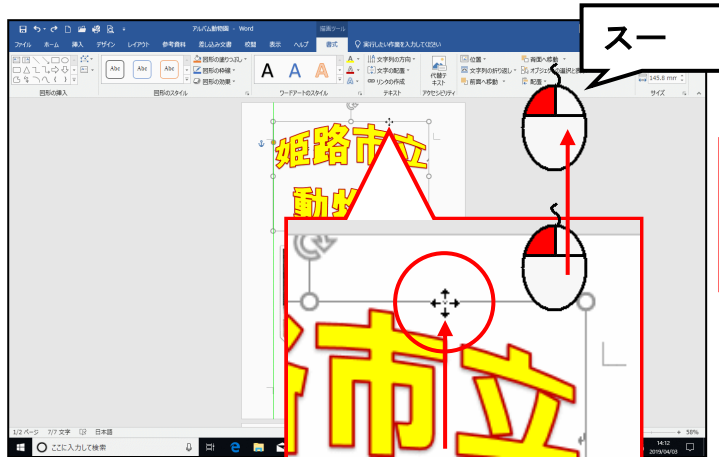 アルバム動物園 - Word
描画ツール
ファイル ホーム 挿入 デザイン レイアウト 参考資料 差し込み文書 校閲 表示 ヘルプ 書式 実行したい作業を入力してください
スー
Abc Abc Abc
図形の塗りつぶし
図形の枠線
図形の効果
A A A
文字列の方向
文字の配置
リンクの作成
代替テキスト
位置
文字列の折り返し
前面へ移動
背面へ移動
配置
145.8 mm
図形の挿入 図形のスタイル ワードアートのスタイル テキスト アクセシビリティ サイズ
姫路市立
動物
市立
1/2 ページ 7/7 文字 日本語
58%
ここに入力して検索
14:12
2019/04/03